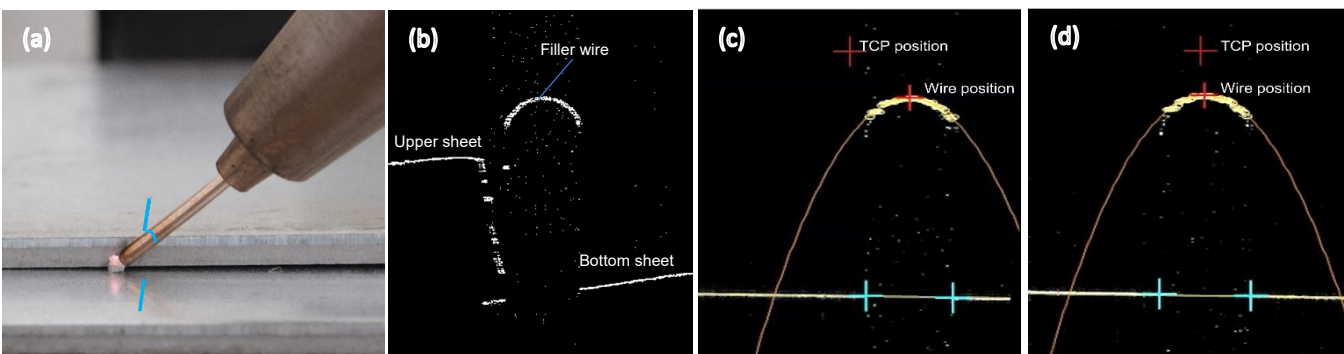 (a)
(b)
Filler wire
Upper sheet
Bottom sheet
(c)
TCP position
Wire position
(d)
TCP position
Wire position